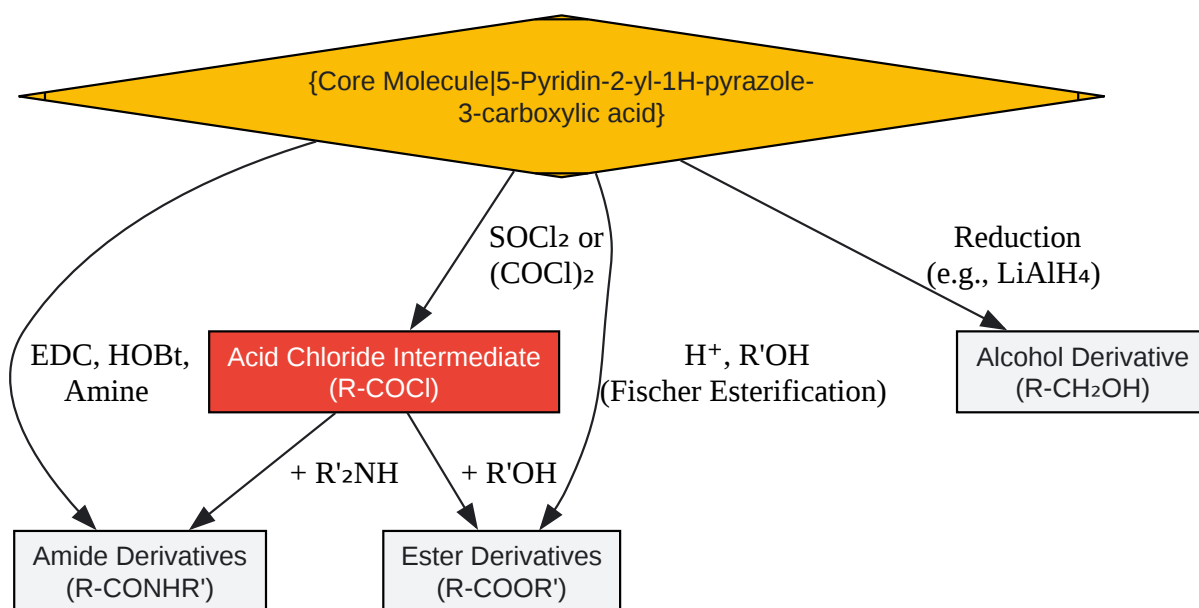 {Core Molecule|5-Pyridin-2-yl-1H-pyrazole-
3-carboxylic acid}
SOCl₂ or
(COCl)₂
Reduction
(e.g., LiAlH₄)
EDC, HOBt,
Amine
Acid Chloride Intermediate
(R-COCl)
H⁺, R'OH
(Fischer Esterification)
Alcohol Derivative
(R-CH₂OH)
+ R'₂NH
+ R'OH
Amide Derivatives
(R-CONHR')
Ester Derivatives
(R-COOR')